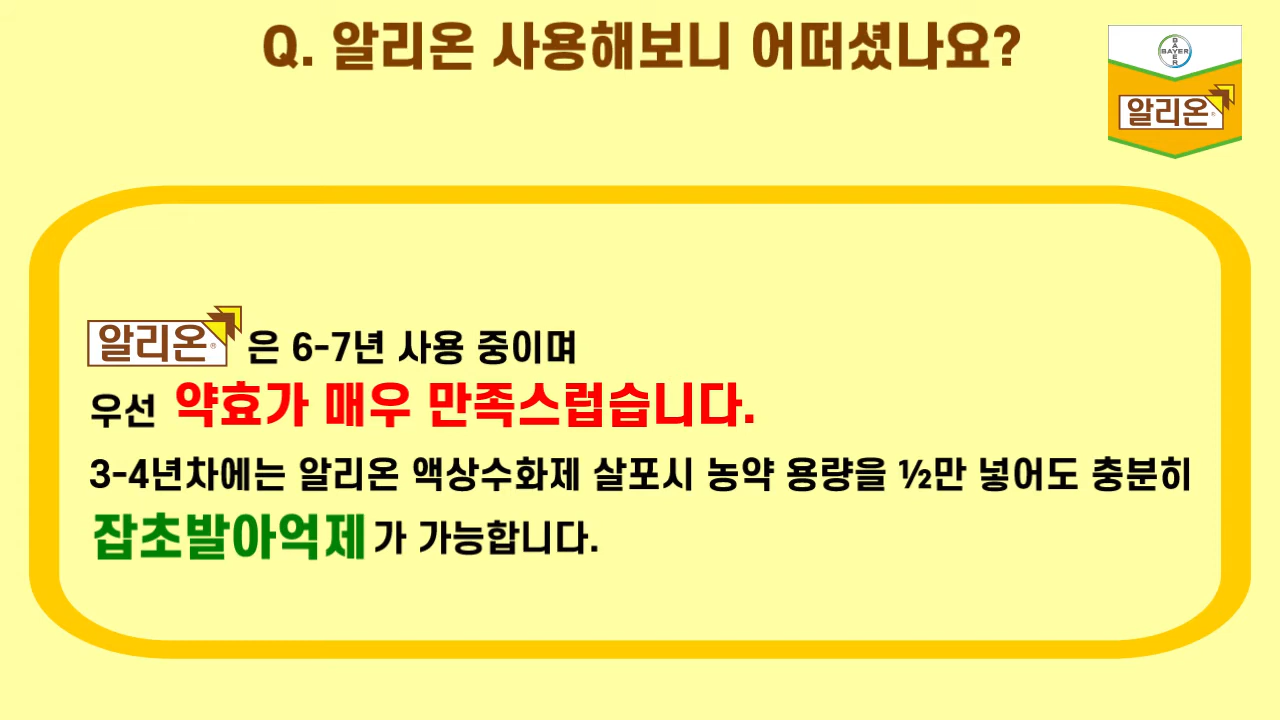 Q. 알리온 사용해보니 어떠셨나요?
BAYER
BAYER
알리온®
알리온® 은 6-7년 사용 중이며
우선 약효가 매우 만족스럽습니다.
3-4년차에는 알리온 액상수화제 살포시 농약 용량을 ½만 넣어도 충분히
잡초발아억제가 가능합니다.